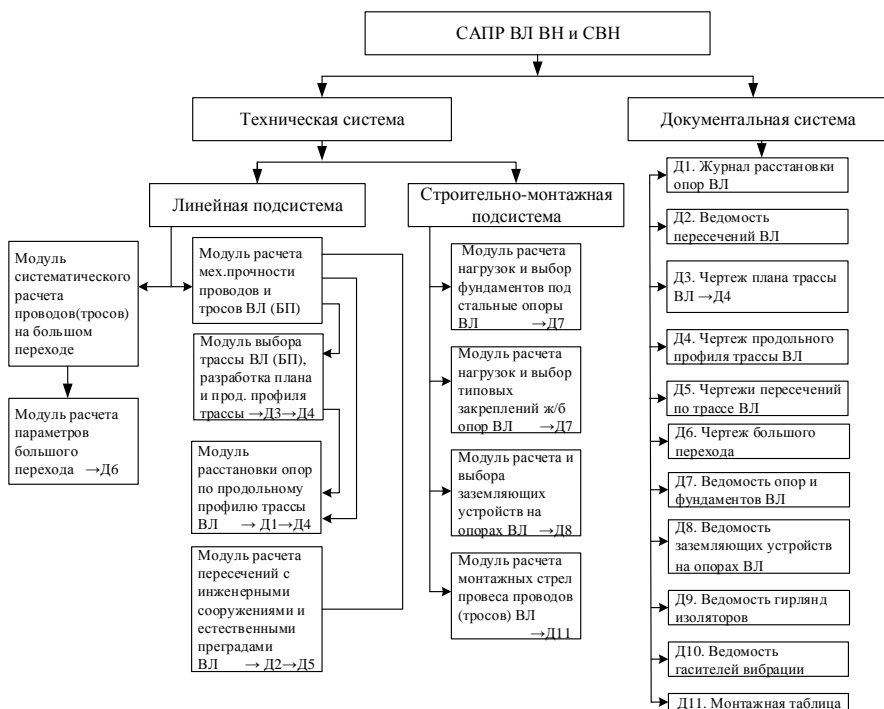 САПР ВЛ ВН и СВН
Техническая система
Документальная система
Линейная подсистема
Строительно-монтажная
подсистема
Модуль
систематического
расчета
проводов(тросов)
на большом
переходе
Модуль расчета
параметров
большого
перехода →Д6
Модуль расчета
мех.прочности
проводов и
тросов ВЛ (БП)
Модуль выбора
трассы ВЛ (БП),
разработка плана
и прод. профиля
трассы →Д3→Д4
Модуль
расстановки опор
по продольному
профилю трассы
ВЛ → Д1→Д4
Модуль расчета
пересечений с
инженерными
сооружениями и
естественными
преградами
ВЛ → Д2→Д5
Модуль расчета
нагрузок и выбор
фундаментов под
стальные опоры
ВЛ →Д7
Модуль расчета
нагрузок и выбор
типовых
закреплений ж/б
опор ВЛ →Д7
Модуль расчета и
выбора
заземляющих
устройств на
опорах ВЛ →Д8
Модуль расчета
монтажных стрел
провеса проводов
(тросов) ВЛ
→Д11
Д1. Журнал расстановки
опор ВЛ
Д2. Ведомость
пересечений ВЛ
Д3. Чертеж плана трассы
ВЛ →Д4
Д4. Чертеж продольного
профиля трассы ВЛ
Д5. Чертежи пересечений
по трассе ВЛ
Д6. Чертеж большого
перехода
Д7. Ведомость опор и
фундаментов ВЛ
Д8. Ведомость
заземляющих устройств
на опорах ВЛ
Д9. Ведомость гирлянд
изоляторов
Д10. Ведомость
гасителей вибрации
Д11. Монтажная таблица